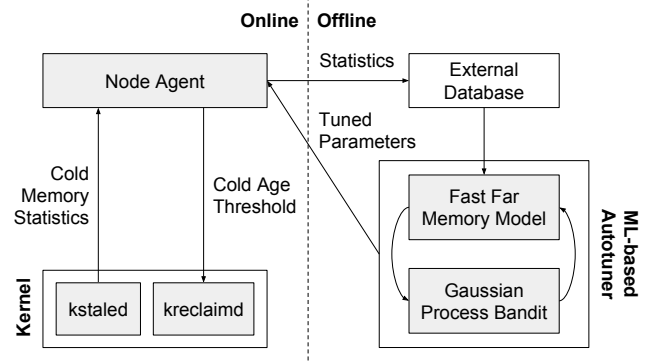 Online
Offline
Node Agent
Statistics
External
Database
Tuned
Parameters
Cold
Memory
Statistics
Cold Age
Threshold
Fast Far
Memory Model
Gaussian
Process Bandit
ML-based
Autotuner
Kernel
kstaled
kreclaimd